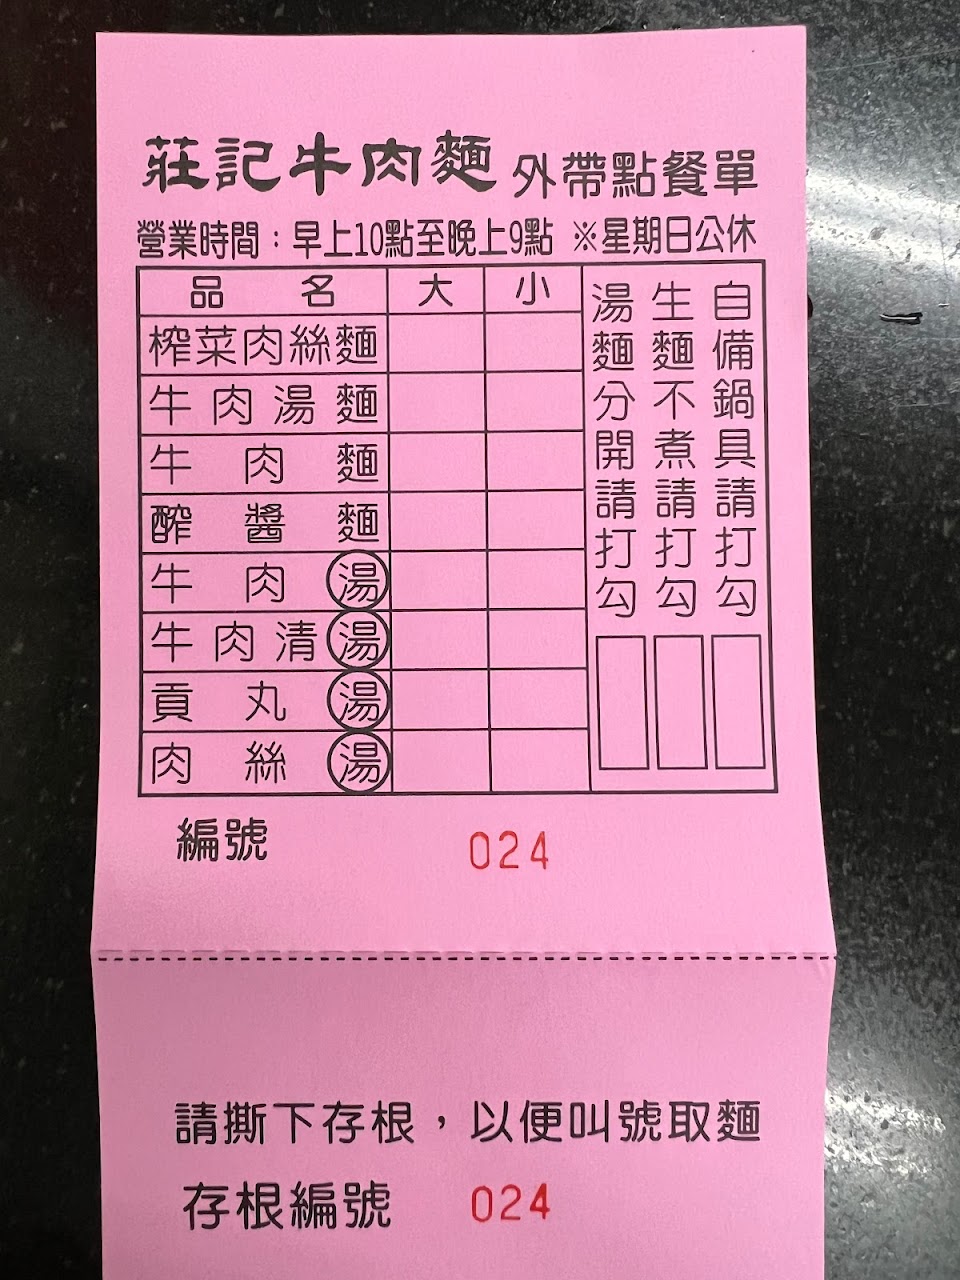 莊記牛肉麵 外帶點餐單
營業時間：早上10點至晚上9點 ※星期日公休
品名 大 小
榨菜肉絲麵
牛肉湯麵
牛肉麵
醡醬麵
牛肉湯
牛肉清湯
貢丸湯
肉絲湯
自備鍋具請打勾
生麵不煮請打勾
湯麵分開請打勾
編號 024
請撕下存根，以便叫號取麵
存根編號 024